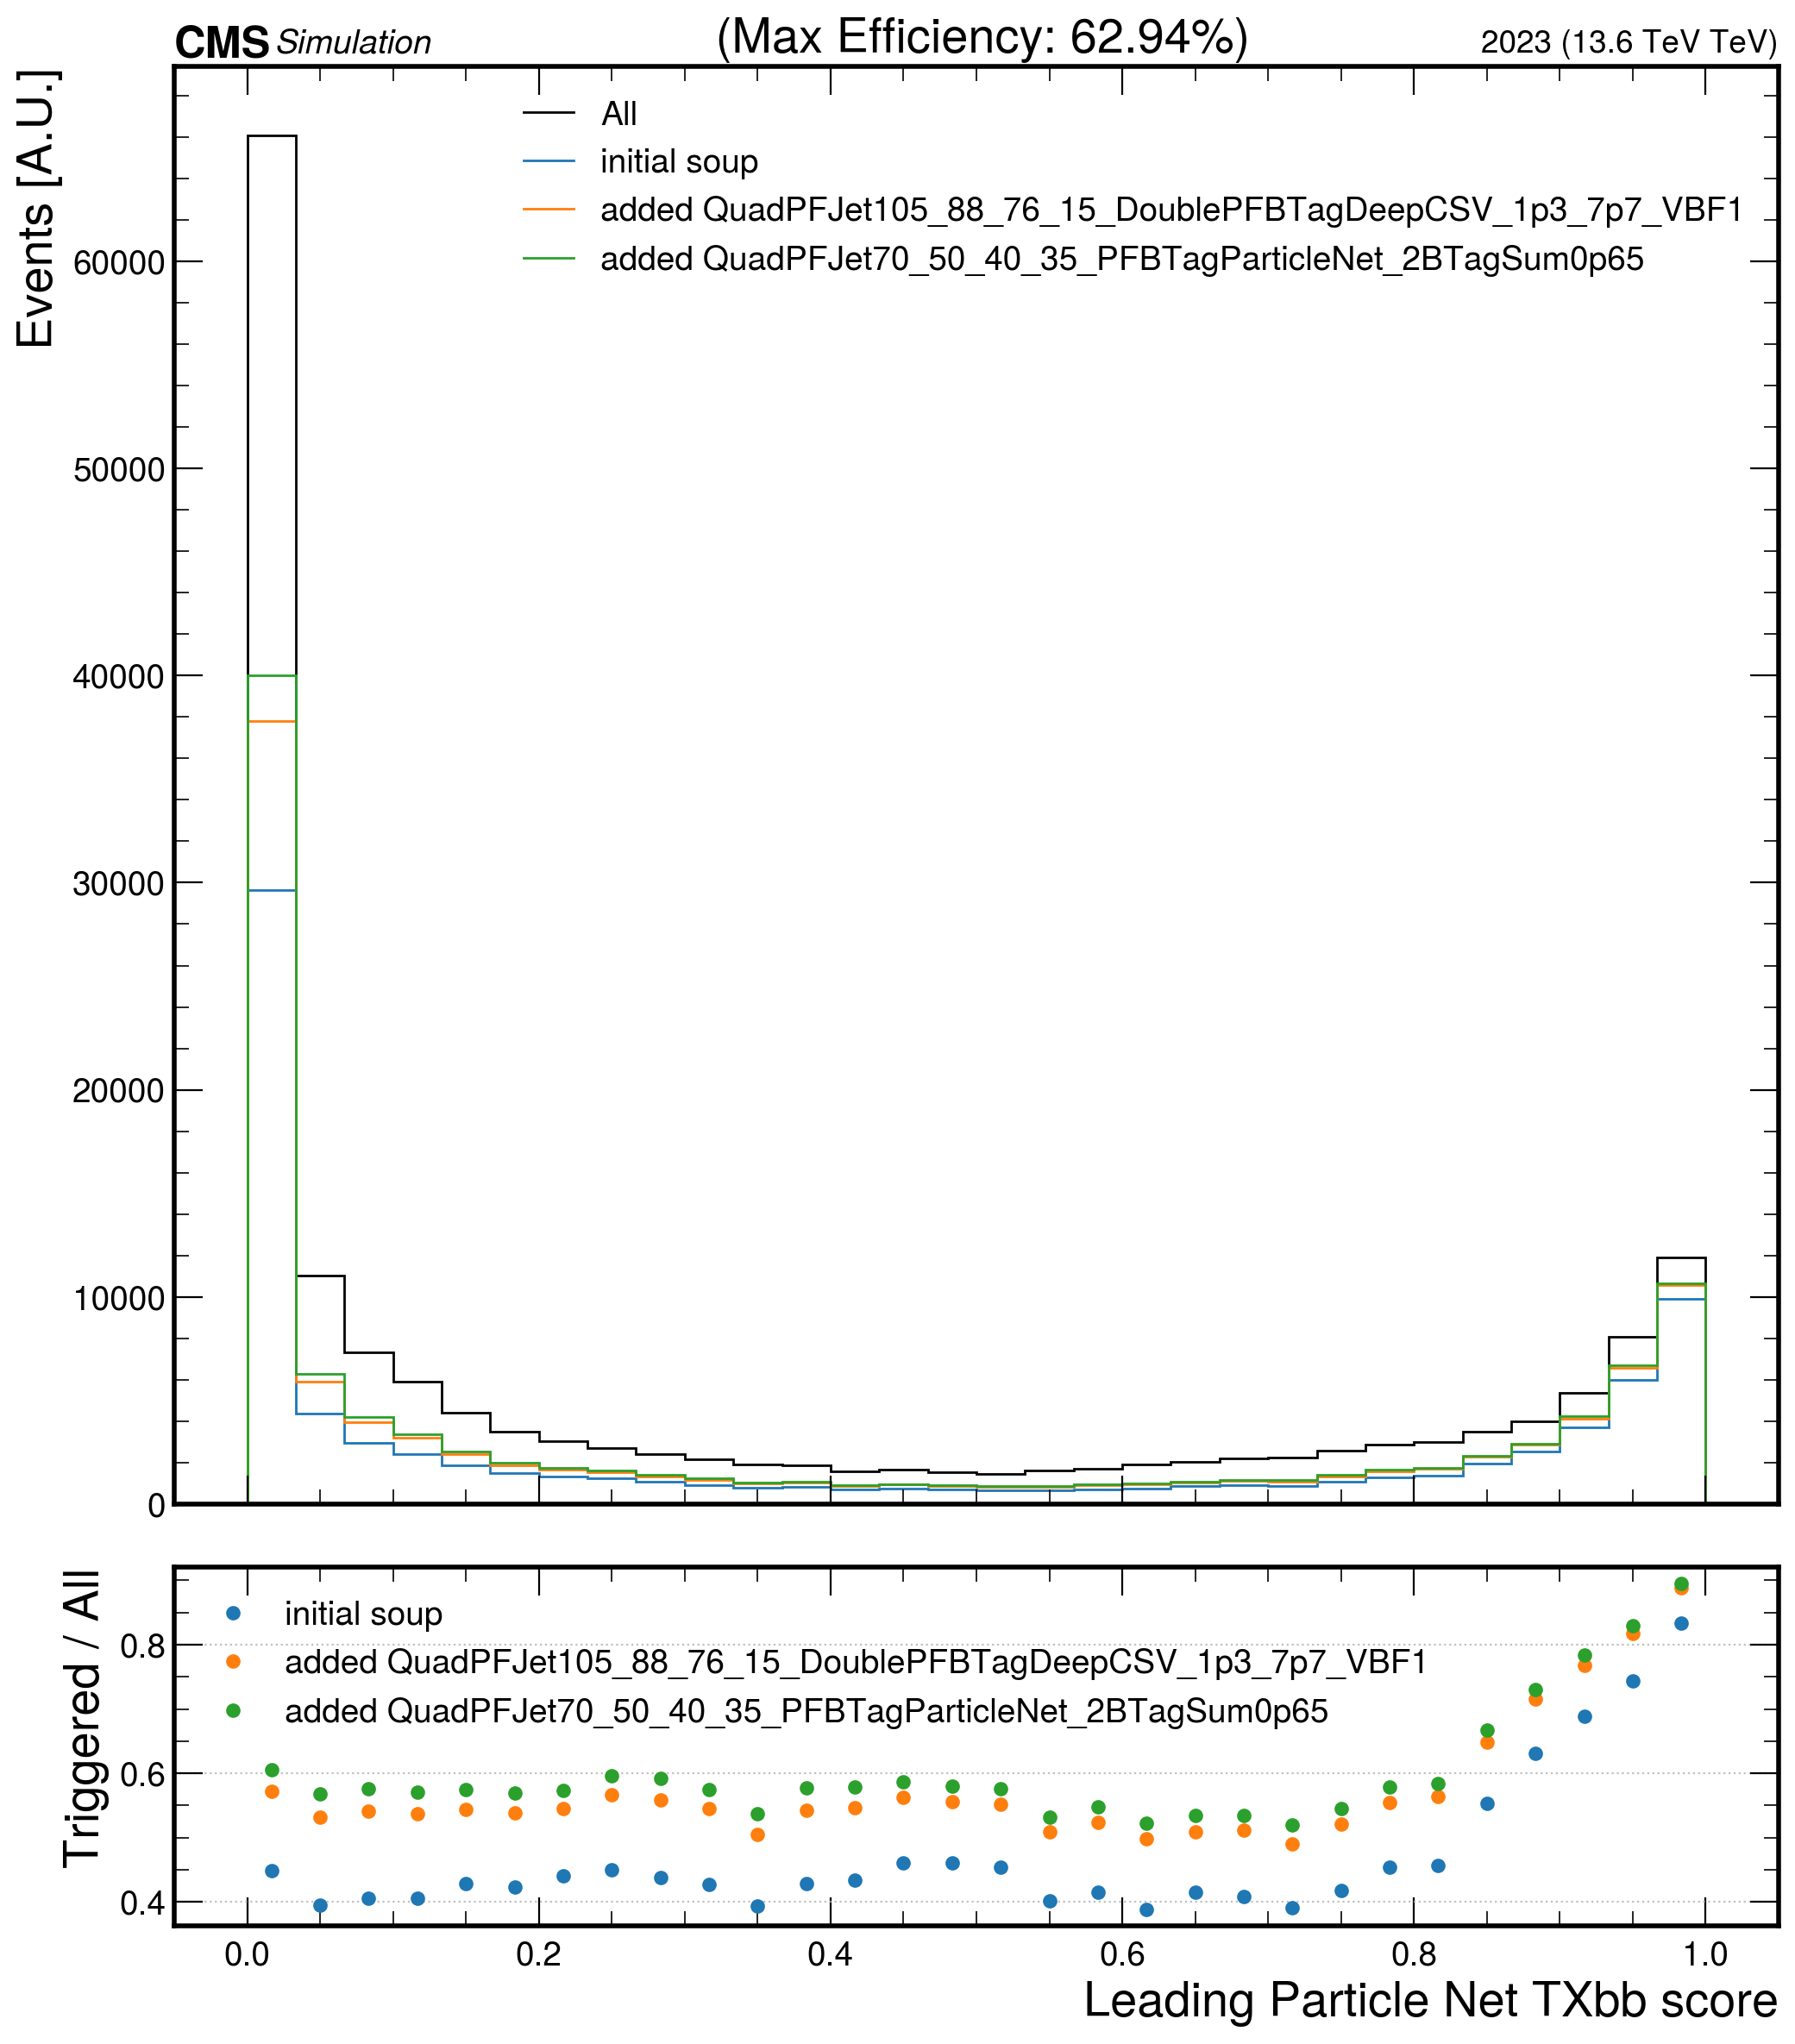 CMS Simulation (Max Efficiency: 62.94%) 2023 (13.6 TeV TeV)
Events [A.U.]
All
initial soup
added QuadPFJet105_88_76_15_DoublePFBTagDeepCSV_1p3_7p7_VBF1
added QuadPFJet70_50_40_35_PFBTagParticleNet_2BTagSum0p65
60000
50000
40000
30000
20000
10000
0
Triggered / All
initial soup
added QuadPFJet105_88_76_15_DoublePFBTagDeepCSV_1p3_7p7_VBF1
added QuadPFJet70_50_40_35_PFBTagParticleNet_2BTagSum0p65
0.8
0.6
0.4
0.0 0.2 0.4 0.6 0.8 1.0
Leading Particle Net TXbb score